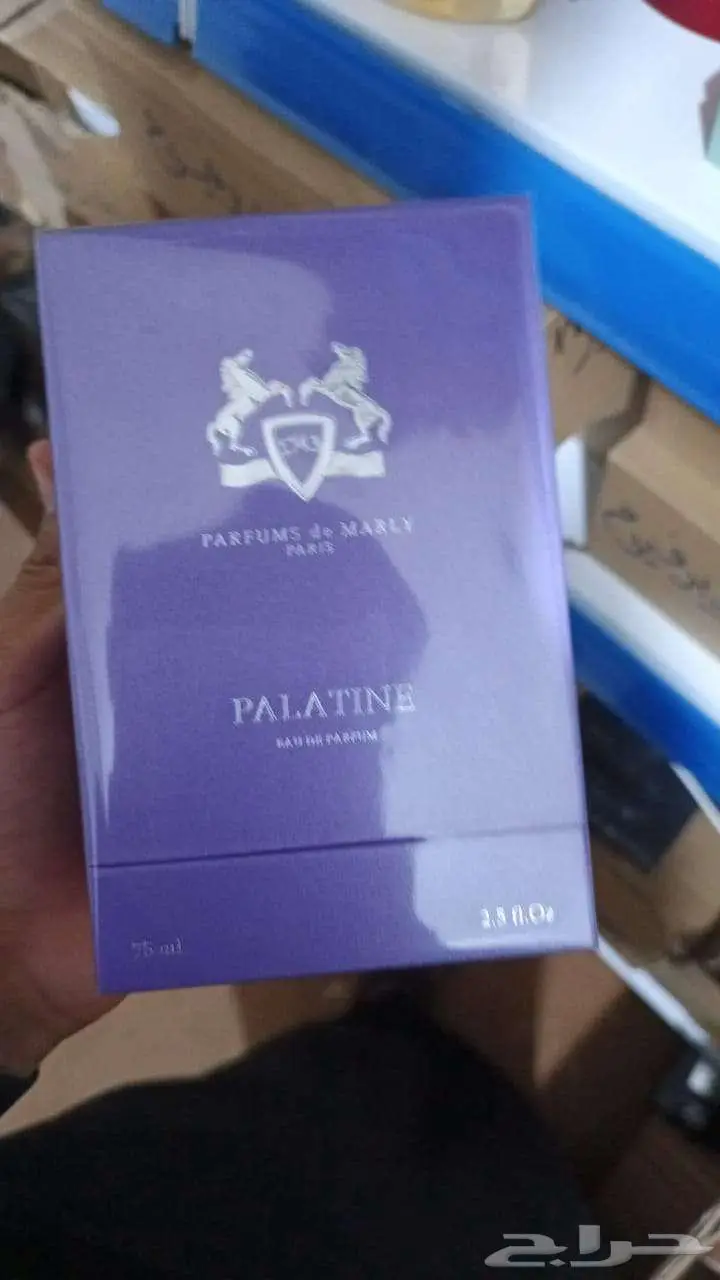 PARFUMS de MARLY
PARIS
PALATINE
EAU DE PARFUM
75 ml
2.5 fl.Oz
حراج